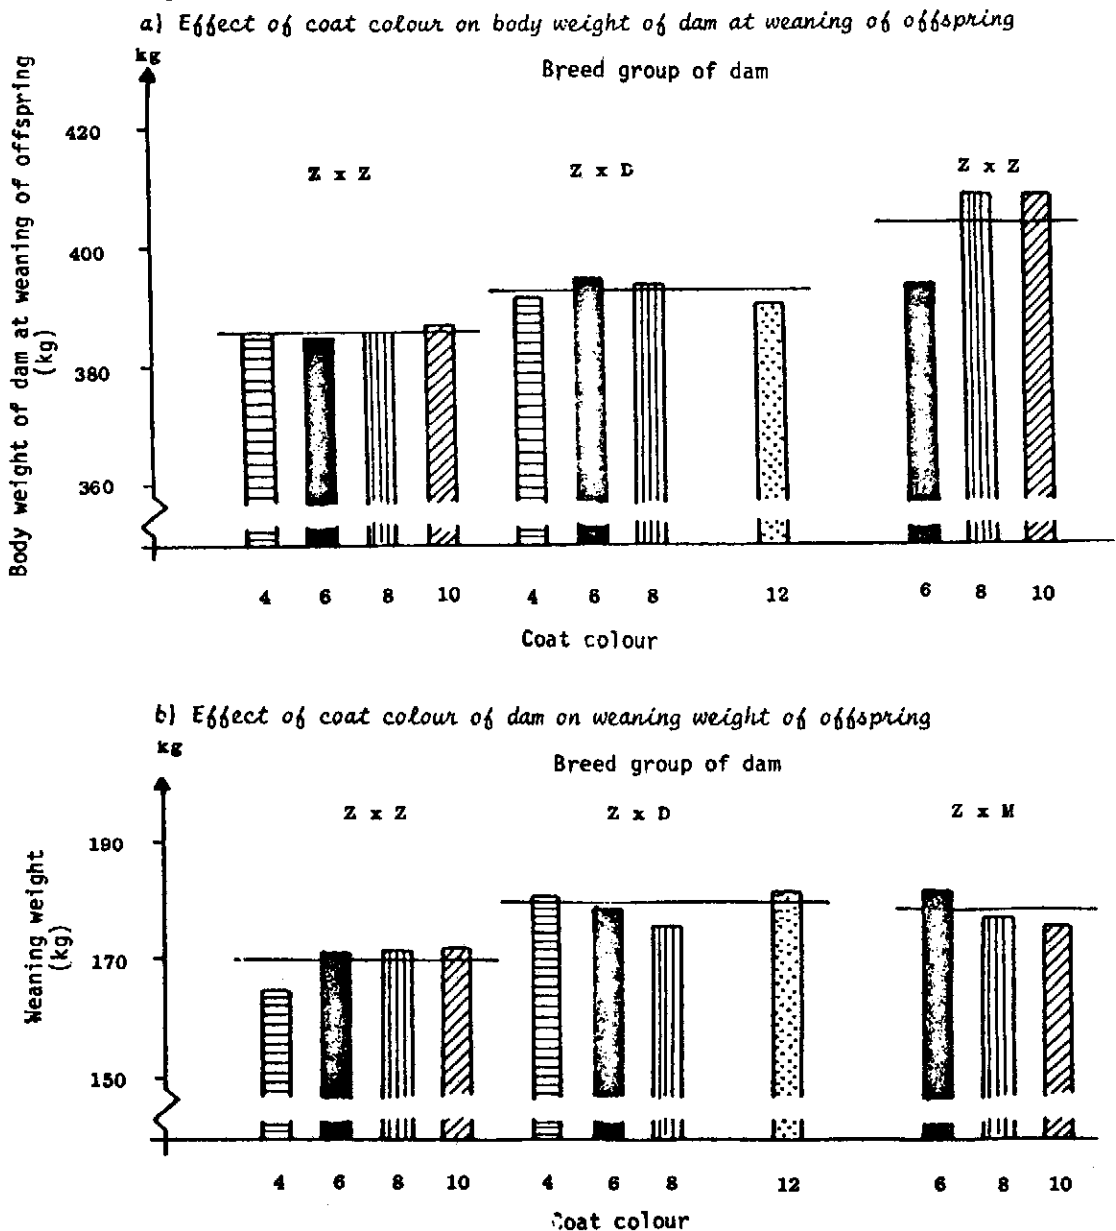 a) Effect of coat colour on body weight of dam at weaning of offspring
kg
Breed group of dam
Body weight of dam at weaning of offspring
(kg)
420
400
380
360
Z x Z
Z x D
Z x Z
4 6 8 10 4 6 8 12 6 8 10
Coat colour
b) Effect of coat colour of dam on weaning weight of offspring
kg
Breed group of dam
Weaning weight
(kg)
190
170
150
Z x Z
Z x D
Z x M
4 6 8 10 4 6 8 12 6 8 10
Coat colour